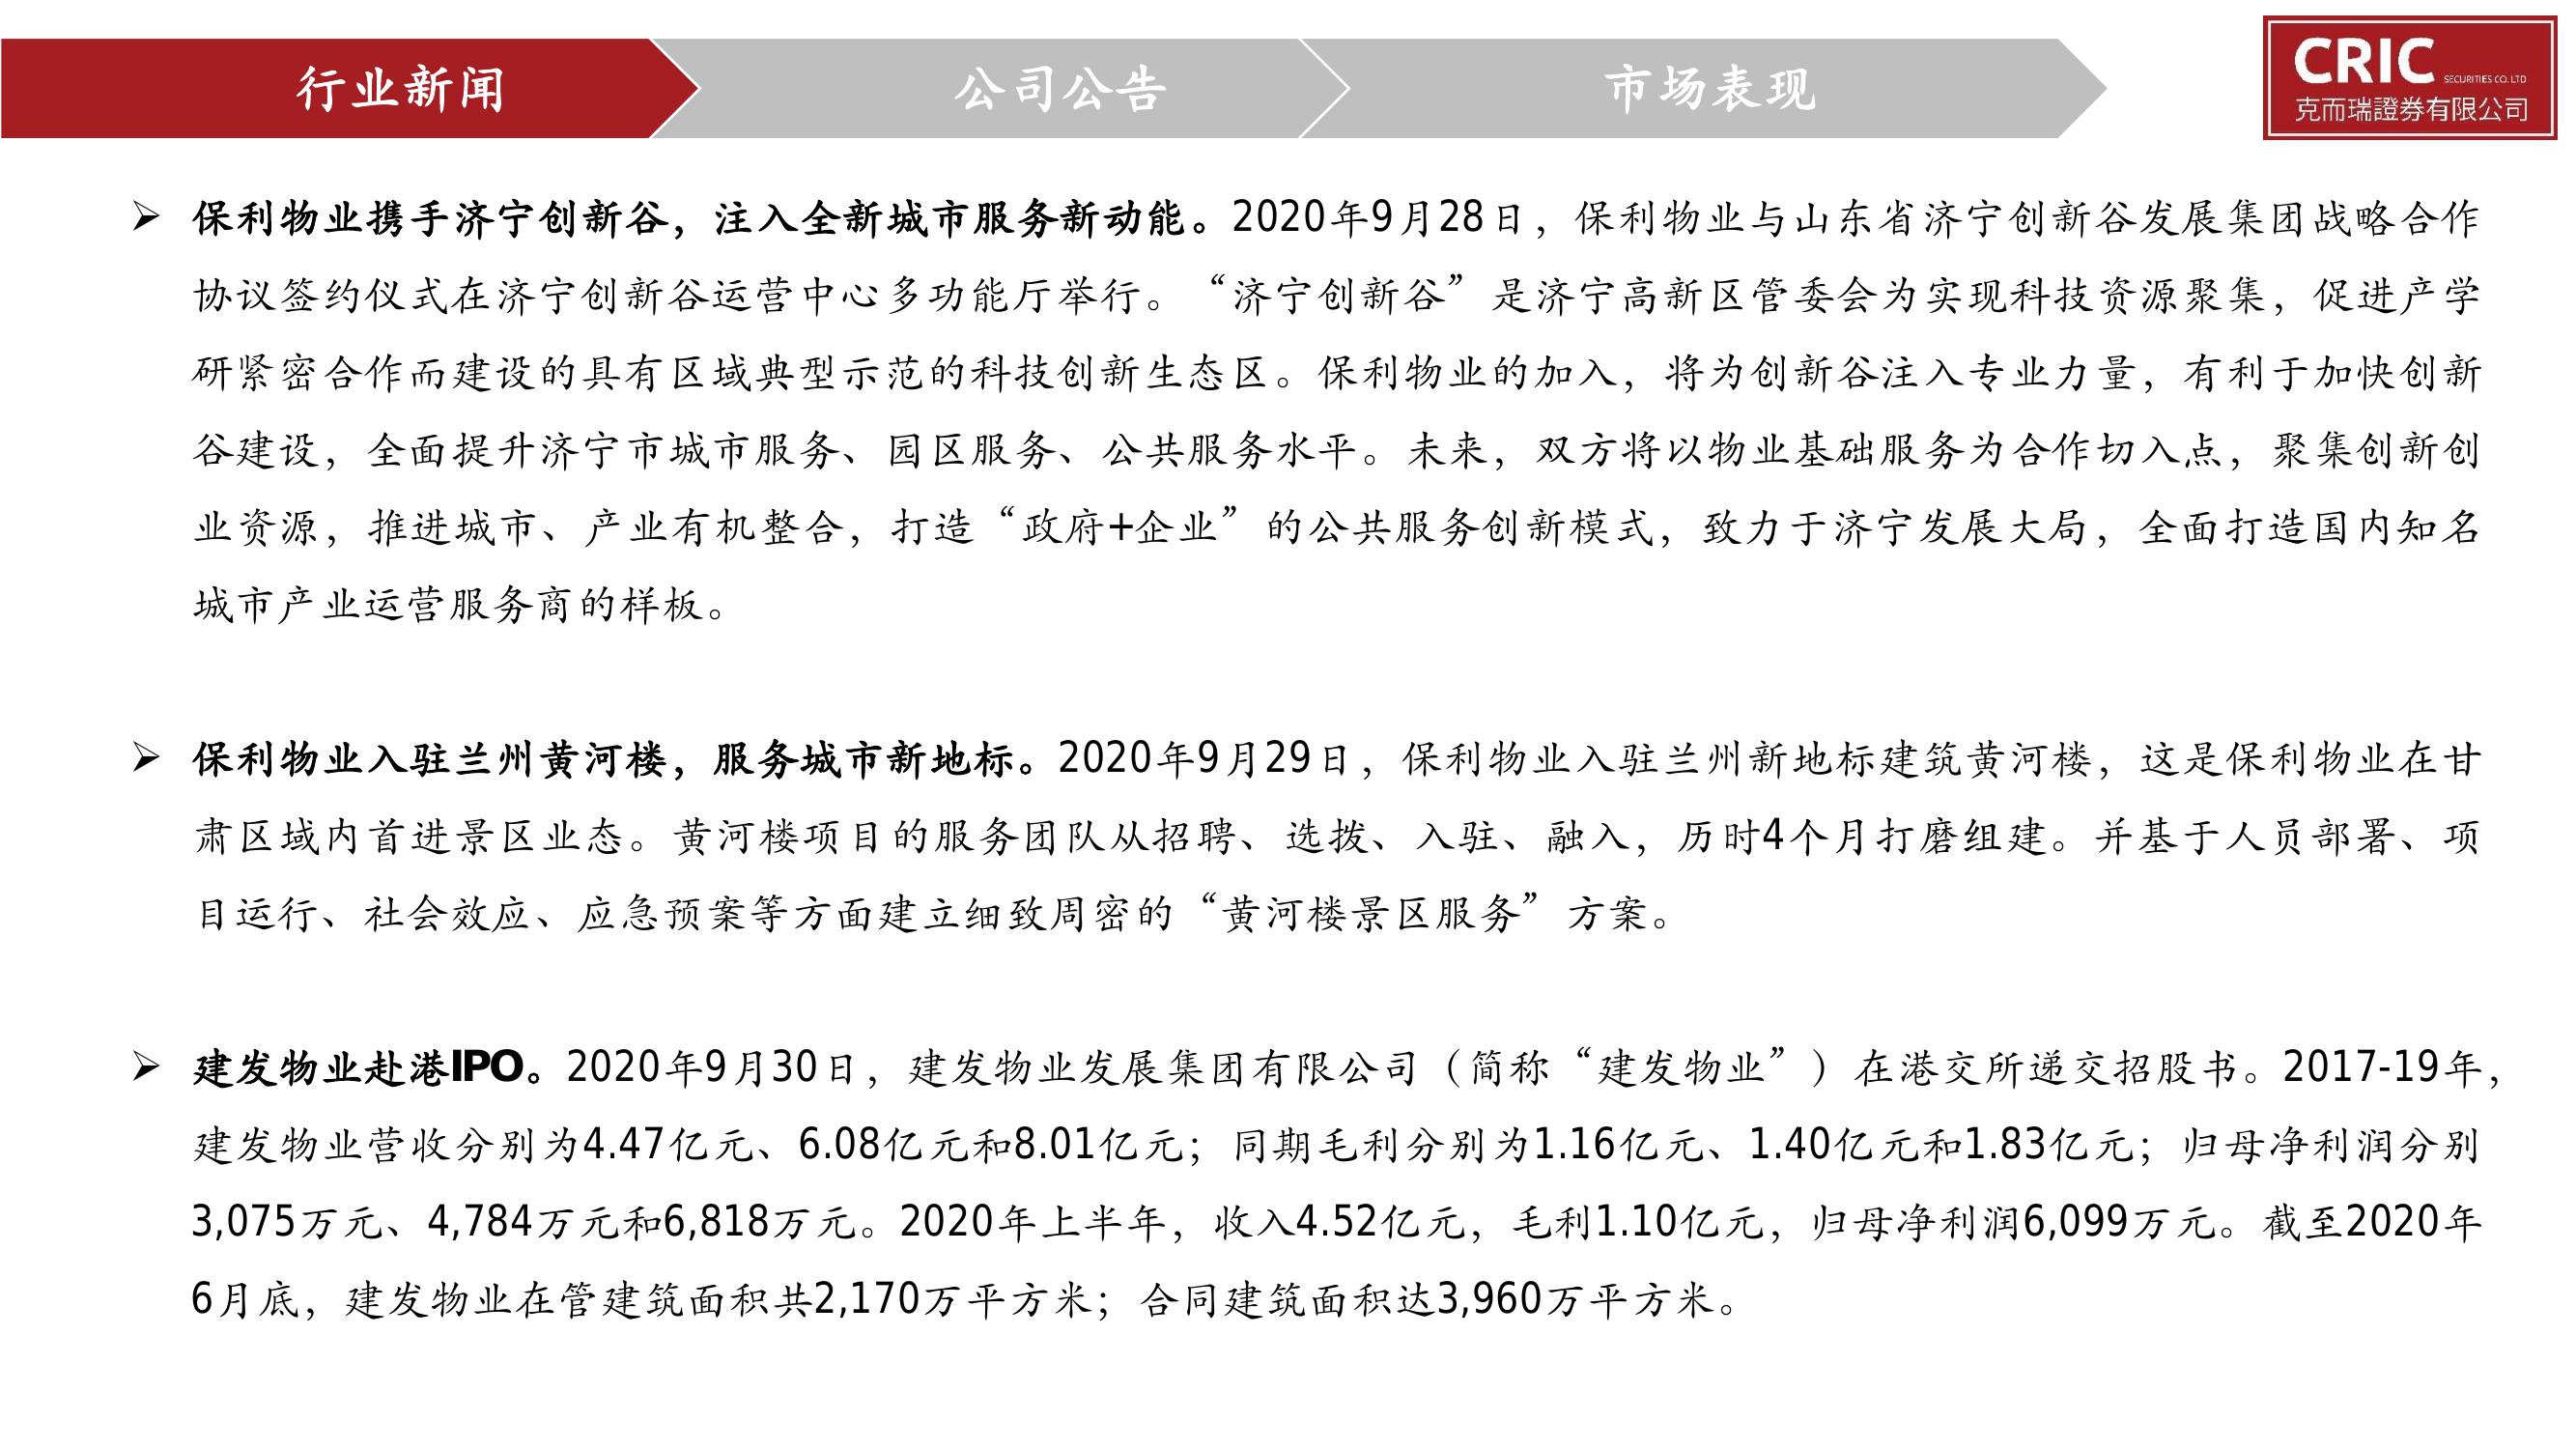 行业新闻
公司公告
市场表现
CRIC SECURITIES CO. LTD
克而瑞證券有限公司
➢ 保利物业携手济宁创新谷，注入全新城市服务新动能。2020年9月28日，保利物业与山东省济宁创新谷发展集团战略合作
协议签约仪式在济宁创新谷运营中心多功能厅举行。“济宁创新谷”是济宁高新区管委会为实现科技资源聚集，促进产学
研紧密合作而建设的具有区域典型示范的科技创新生态区。保利物业的加入，将为创新谷注入专业力量，有利于加快创新
谷建设，全面提升济宁市城市服务、园区服务、公共服务水平。未来，双方将以物业基础服务为合作切入点，聚集创新创
业资源，推进城市、产业有机整合，打造“政府+企业”的公共服务创新模式，致力于济宁发展大局，全面打造国内知名
城市产业运营服务商的样板。
➢ 保利物业入驻兰州黄河楼，服务城市新地标。2020年9月29日，保利物业入驻兰州新地标建筑黄河楼，这是保利物业在甘
肃区域内首进景区业态。黄河楼项目的服务团队从招聘、选拨、入驻、融入，历时4个月打磨组建。并基于人员部署、项
目运行、社会效应、应急预案等方面建立细致周密的“黄河楼景区服务”方案。
➢ 建发物业赴港IPO。2020年9月30日，建发物业发展集团有限公司（简称“建发物业”）在港交所递交招股书。2017-19年，
建发物业营收分别为4.47亿元、6.08亿元和8.01亿元；同期毛利分别为1.16亿元、1.40亿元和1.83亿元；归母净利润分别
3,075万元、4,784万元和6,818万元。2020年上半年，收入4.52亿元，毛利1.10亿元，归母净利润6,099万元。截至2020年
6月底，建发物业在管建筑面积共2,170万平方米；合同建筑面积达3,960万平方米。